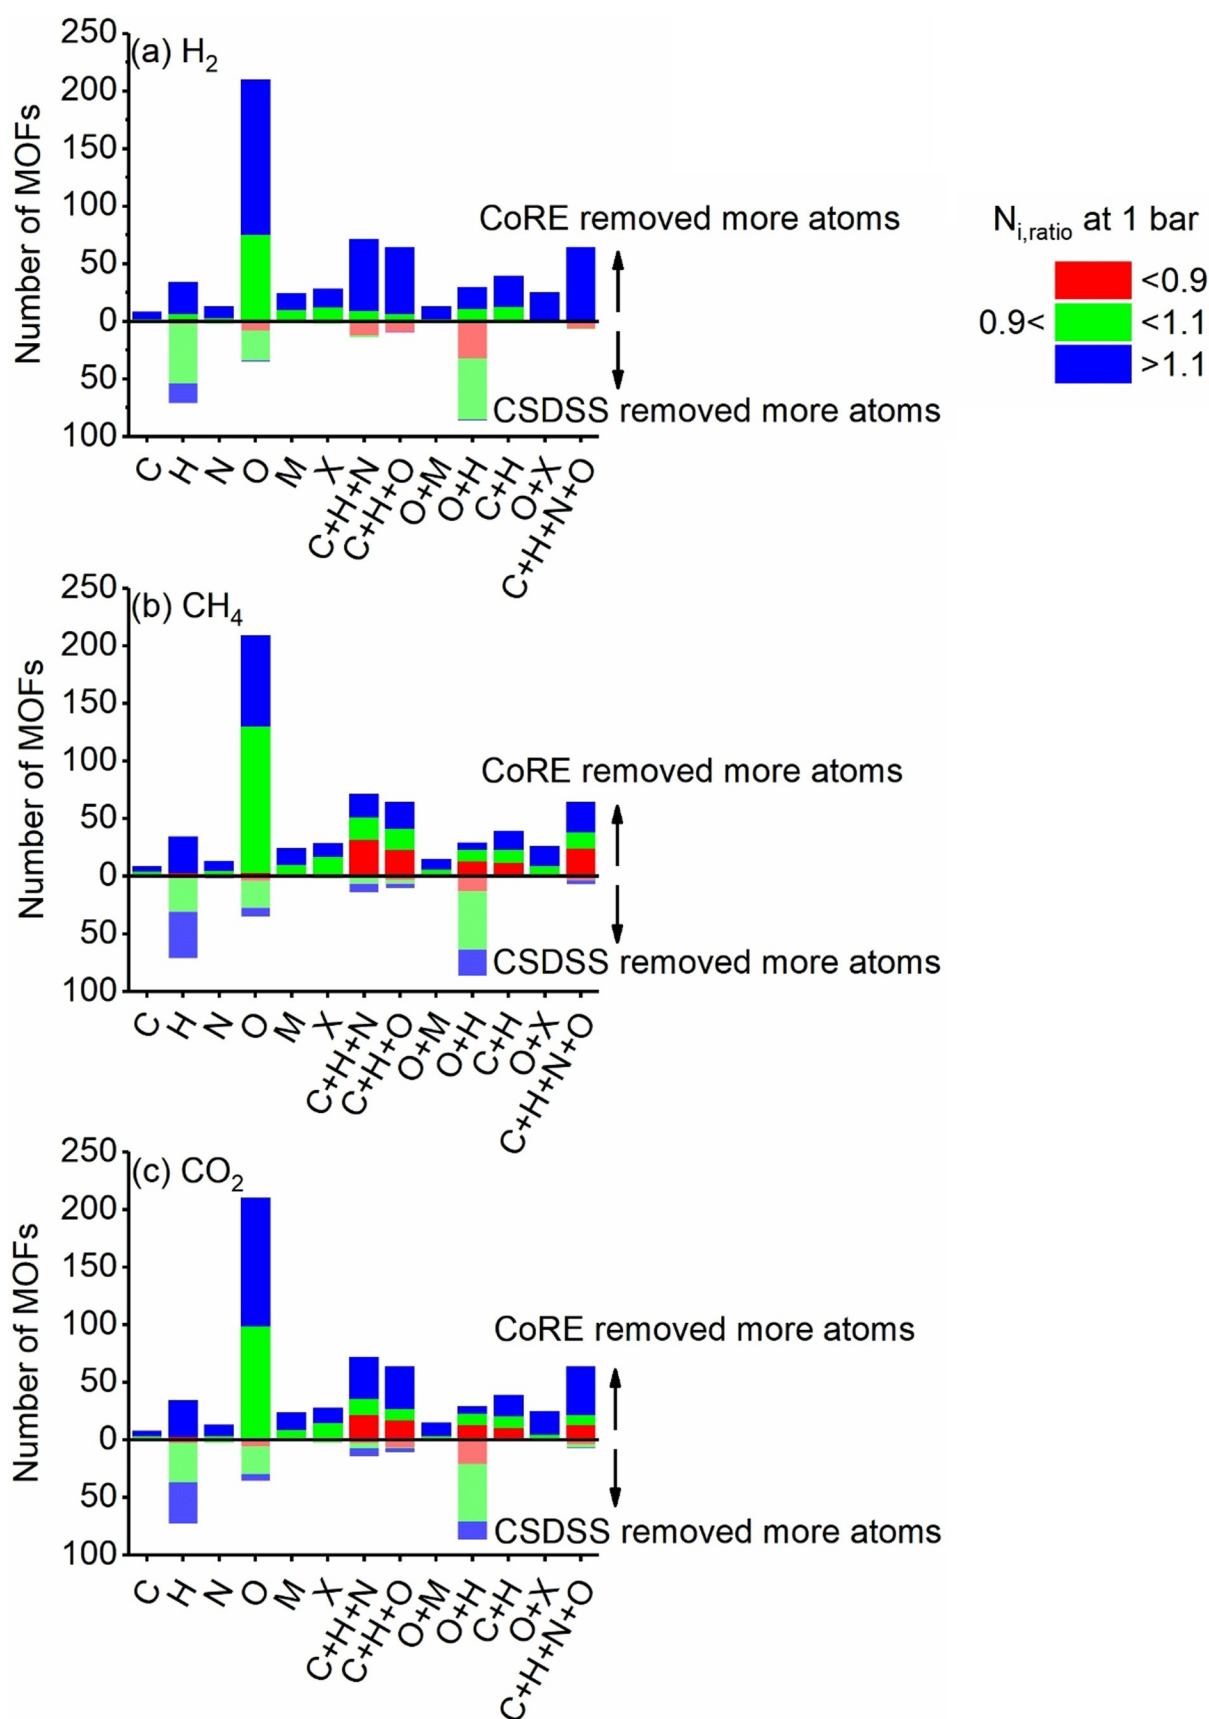 (a) H₂
Number of MOFs
250
200
150
100
50
0
50
100
CoRE removed more atoms
CSDSS removed more atoms
C H N O M X C+H+N C+H+O O+M O+H C+H O+X C+H+N+O
N i,ratio at 1 bar
<0.9
0.9< <1.1
>1.1
(b) CH₄
Number of MOFs
250
200
150
100
50
0
50
100
CoRE removed more atoms
CSDSS removed more atoms
C H N O M X C+H+N C+H+O O+M O+H C+H O+X C+H+N+O
(c) CO₂
Number of MOFs
250
200
150
100
50
0
50
100
CoRE removed more atoms
CSDSS removed more atoms
C H N O M X C+H+N C+H+O O+M O+H C+H O+X C+H+N+O